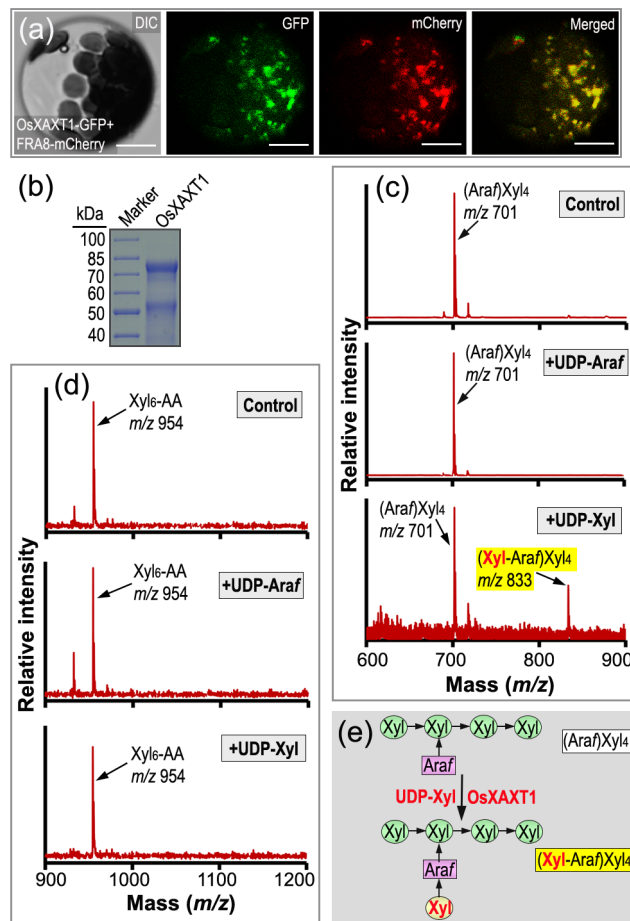 (a)
DIC
GFP
mCherry
Merged
OsXAXT1-GFP+
FRA8-mCherry
(b)
kDa
Marker
OsXAXT1
100
85
70
60
50
40
(c)
Relative intensity
(Araf)Xyl4
m/z 701
Control
(Araf)Xyl4
m/z 701
+UDP-Araf
(Araf)Xyl4
m/z 701
+UDP-Xyl
(Xyl-Araf)Xyl4
m/z 833
600
700
800
900
Mass (m/z)
(d)
Relative intensity
Xyl6-AA
m/z 954
Control
Xyl6-AA
m/z 954
+UDP-Araf
Xyl6-AA
m/z 954
+UDP-Xyl
900
1000
1100
1200
Mass (m/z)
(e)
Xyl Xyl Xyl Xyl
(Araf)Xyl4
Araf
UDP-Xyl OsXAXT1
Xyl Xyl Xyl Xyl
Araf
(Xyl-Araf)Xyl4
Xyl